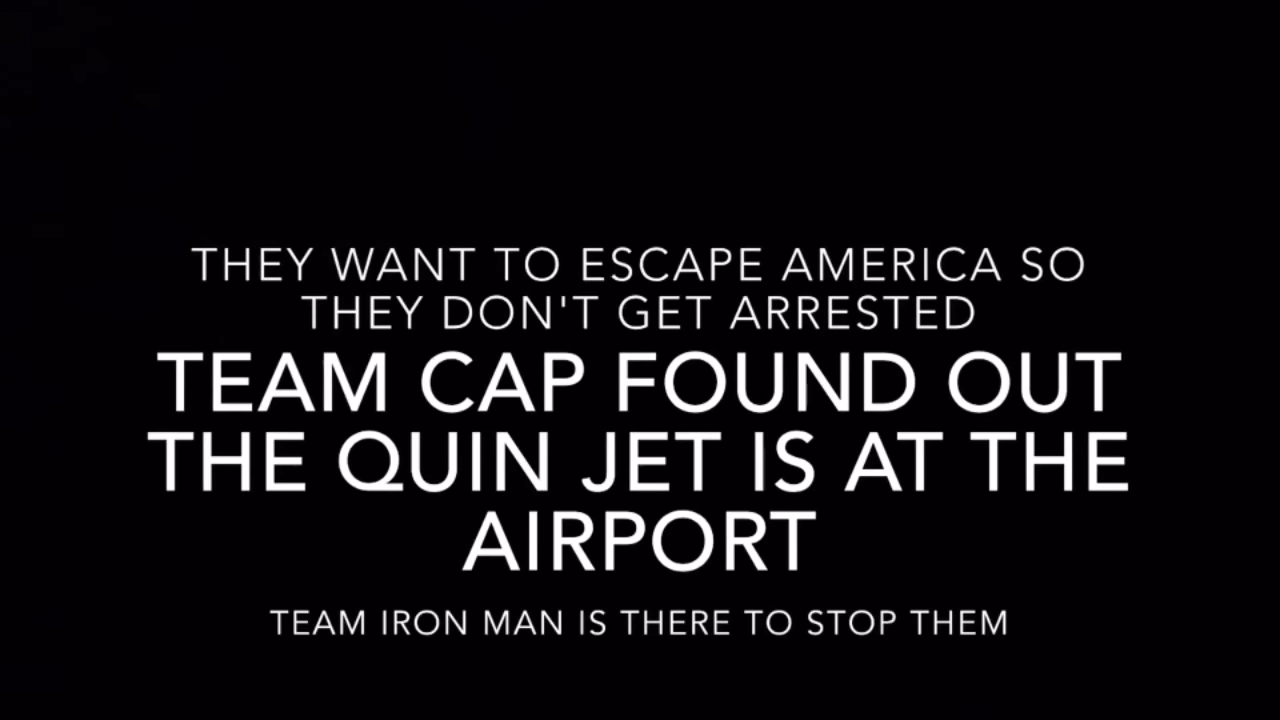 THEY WANT TO ESCAPE AMERICA SO
THEY DON'T GET ARRESTED
TEAM CAP FOUND OUT
THE QUIN JET IS AT THE
AIRPORT
TEAM IRON MAN IS THERE TO STOP THEM